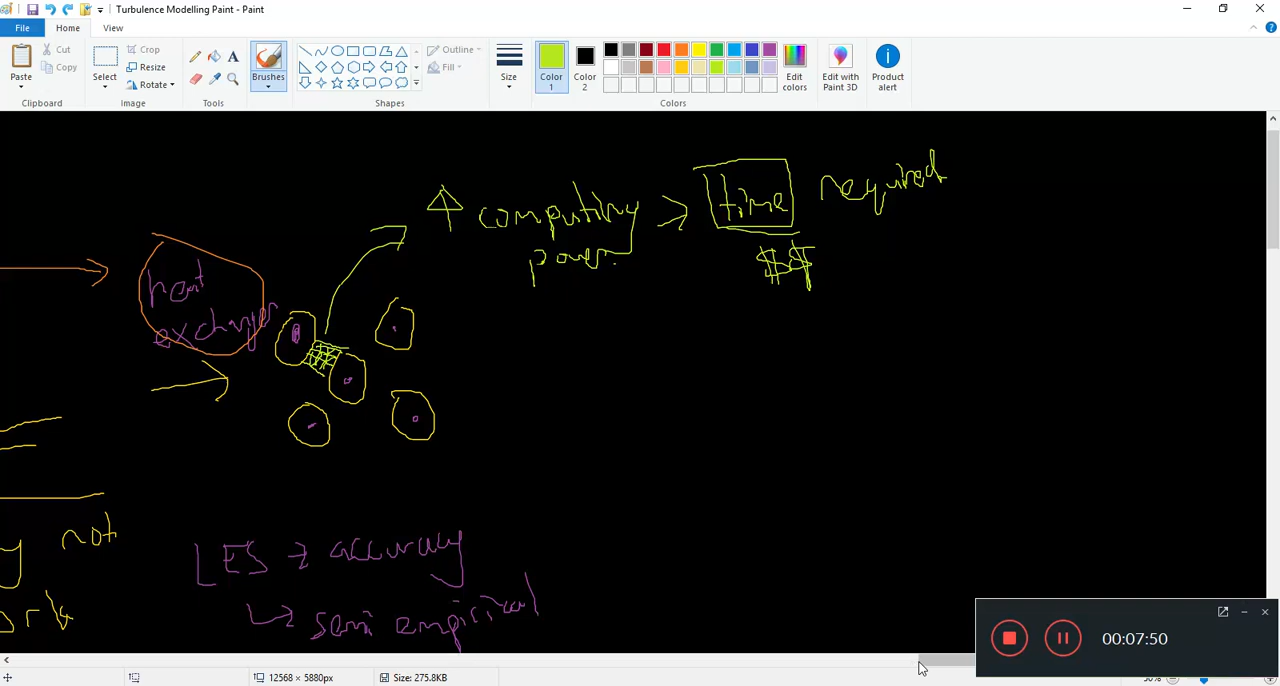 Turbulence Modelling Paint - Paint
File
Home
View
Paste
Cut
Copy
Clipboard
Select
Crop
Resize
Rotate
Image
A
Tools
Brushes
Shapes
Outline
Fill
Size
Color 1
Color 2
Colors
Edit colors
Edit with Paint 3D
Product alert
computing
power
time required
$$
heat
exchanger
not
LES → accuracy
semi empirical
12568 × 5880px
Size: 275.8KB
00:07:50